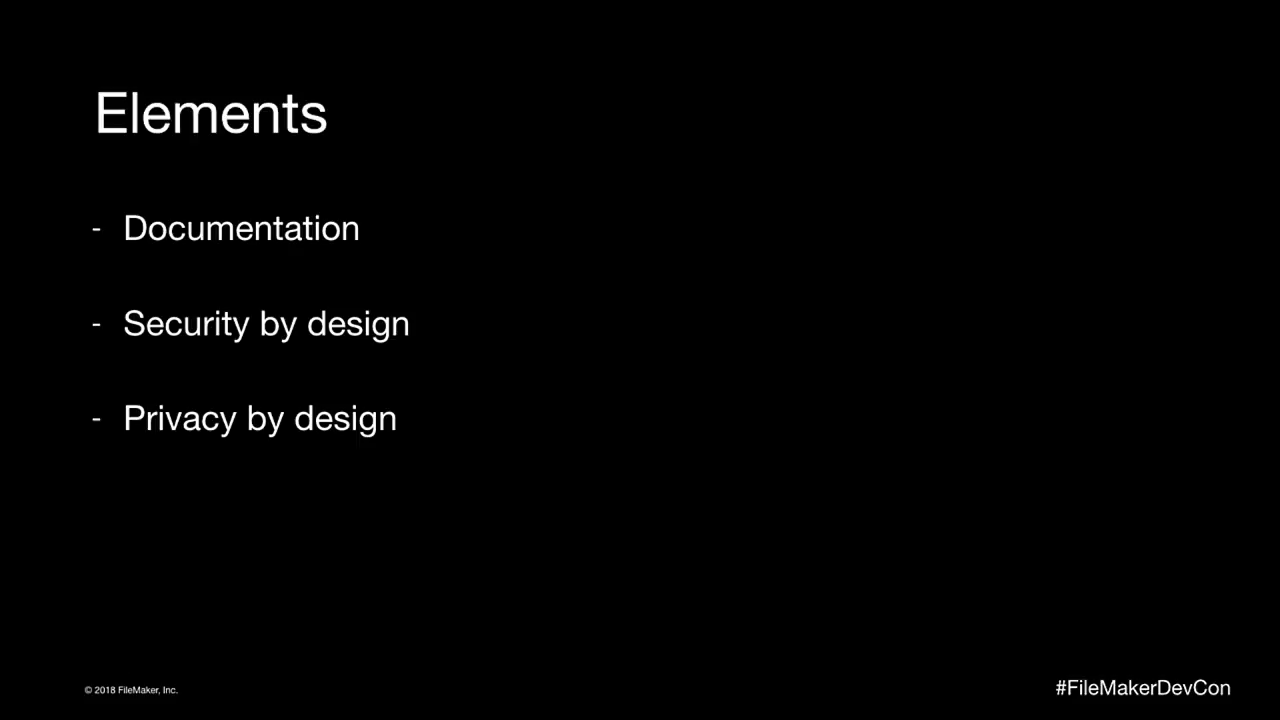 Elements
- Documentation
- Security by design
- Privacy by design
© 2018 FileMaker, Inc.
#FileMakerDevCon